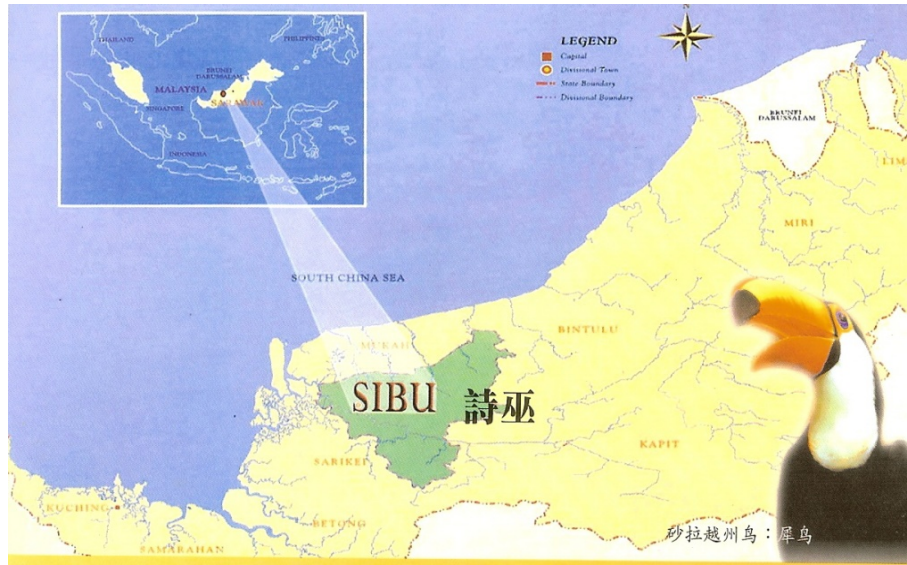 THAILAND
PHILIPPINES
BRUNEI
DARUSSALAM
MALAYSIA
SARAWAK
SINGAPORE
INDONESIA
LEGEND
Capital
Divisional Town
State Boundary
Divisional Boundary
BRUNEI
DARUSSALAM
LIM
MIRI
SOUTH CHINA SEA
BINTULU
MUKAH
SIBU 詩巫
KAPIT
SARIKEI
KUCHING
BETONG
SAMARAHAN
砂拉越州鸟：犀鸟